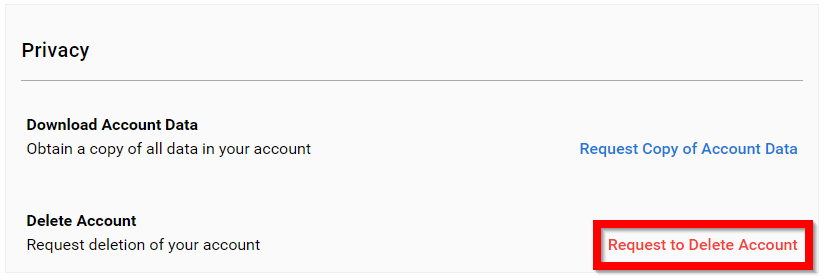 Privacy
Download Account Data
Obtain a copy of all data in your account
Request Copy of Account Data
Delete Account
Request deletion of your account
Request to Delete Account